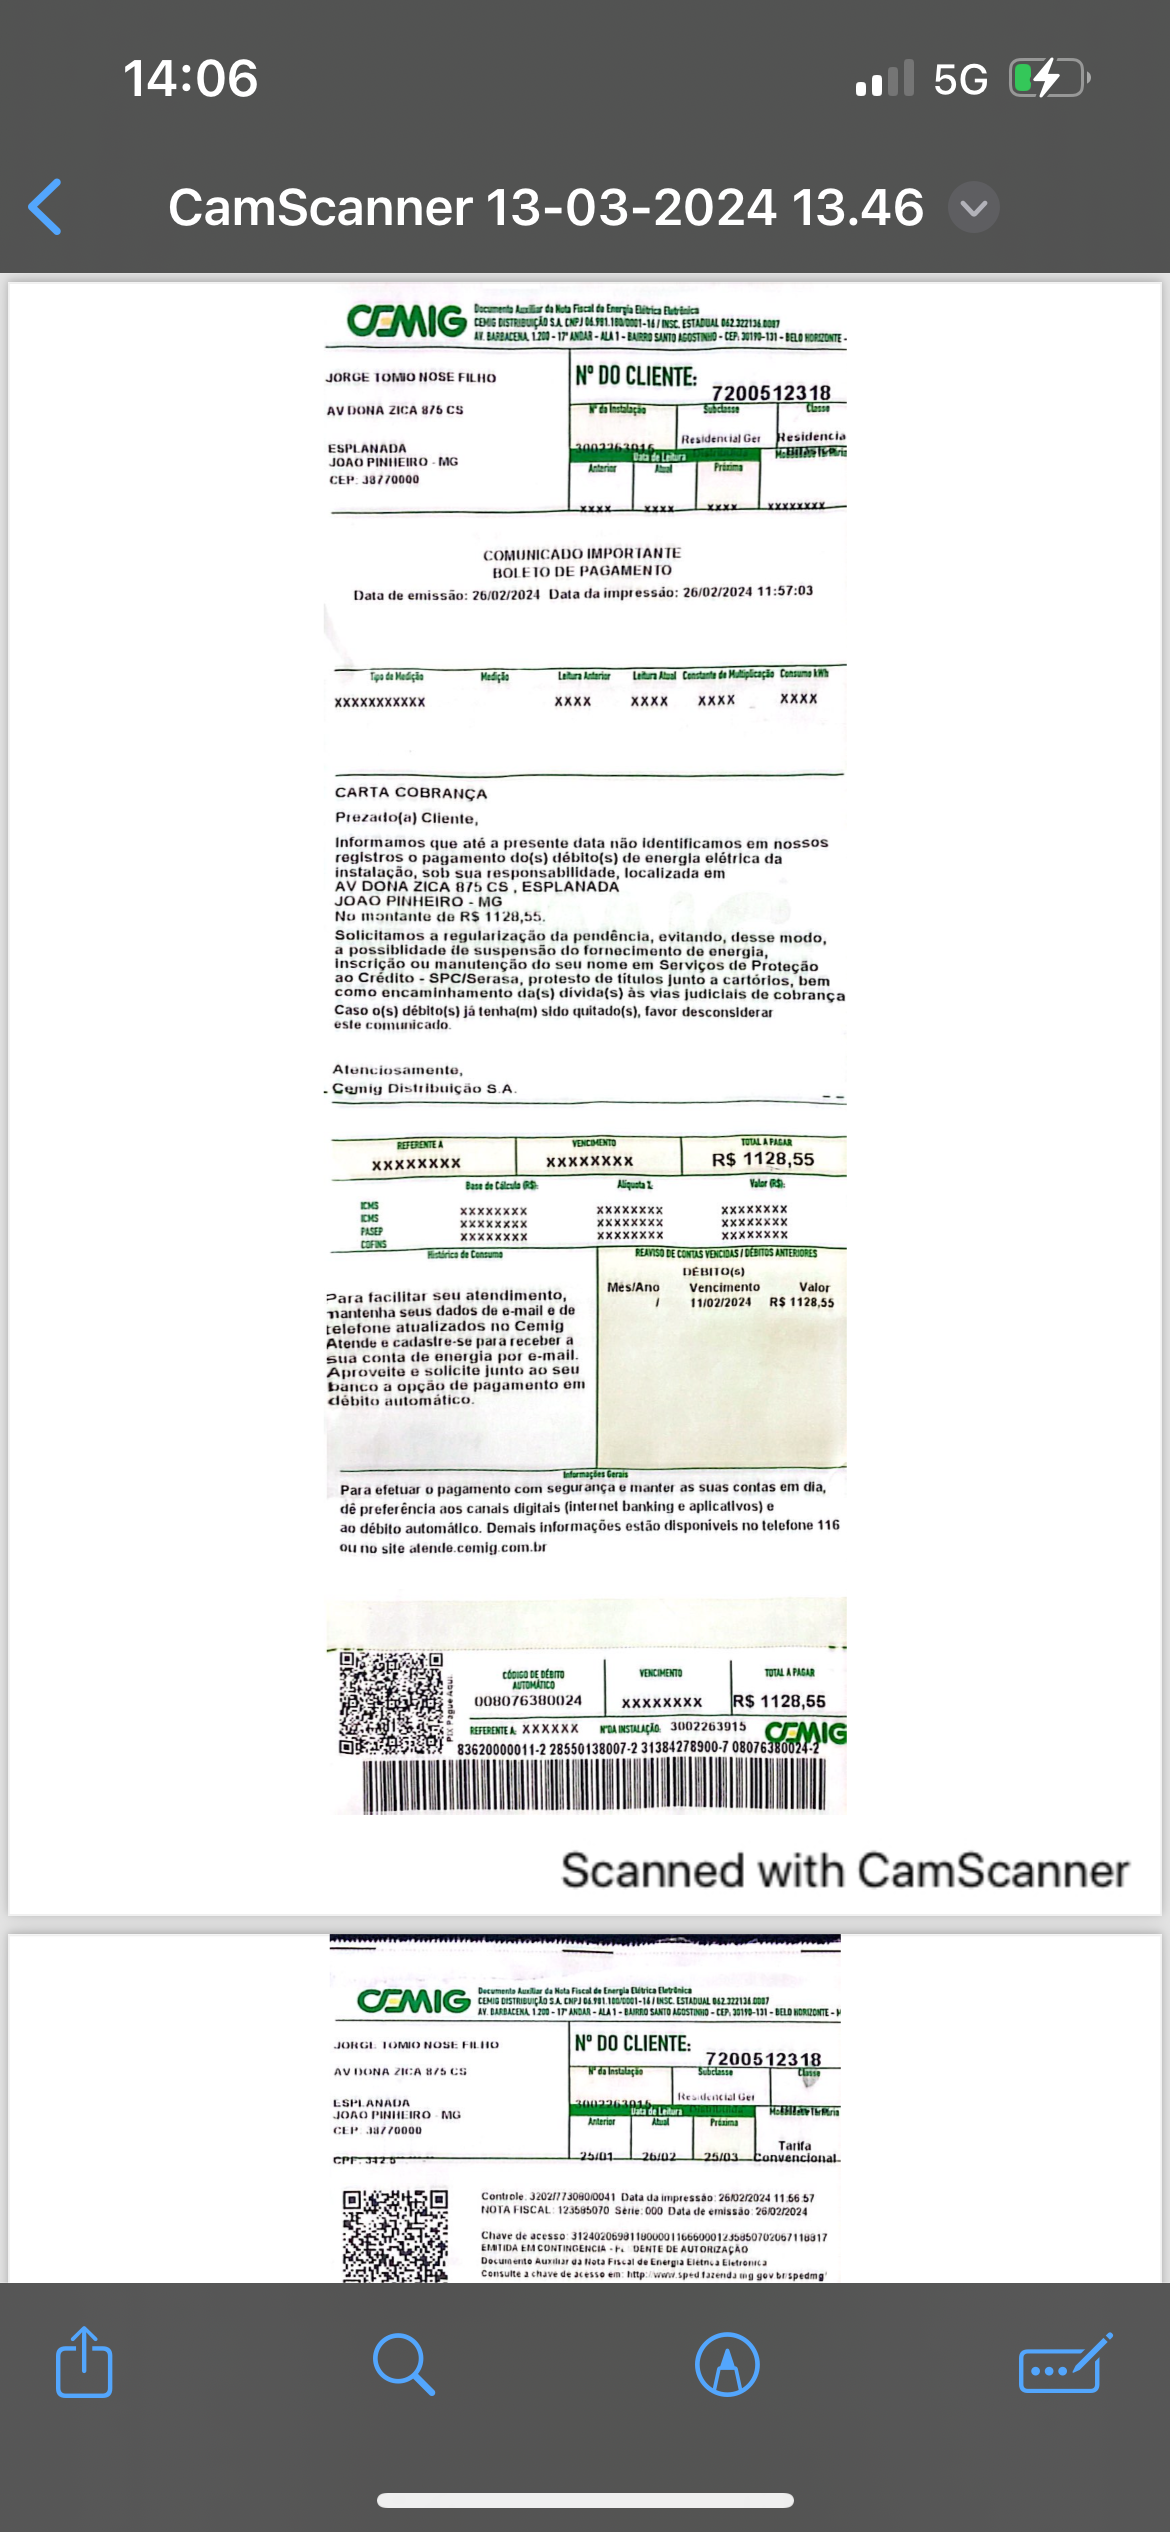 14:06
5G
CamScanner 13-03-2024 13.46
CEMIG
Documento Auxiliar da Nota Fiscal de Energia Elétrica Eletrônica
CEMIG DISTRIBUIÇÃO S.A. CNPJ 06.981.180/0001-16 / INSC. ESTADUAL 062.322136.0087
AV. BARBACENA, 1.200 - 17° ANDAR - ALA 1 - BAIRRO SANTO AGOSTINHO - CEP: 30190-131 - BELO HORIZONTE -
JORGE TOMIO NOSE FILHO
AV DONA ZICA 875 CS
ESPLANADA
JOAO PINHEIRO - MG
CEP: 38770000
Nº DO CLIENTE:
7200512318
Nº da Instalação Subclasse Classe
3002263915 Residencial Ger Residencia
Data de Leitura
Anterior Atual Próxima
XXXX XXXX XXXX XXXXXXXX
COMUNICADO IMPORTANTE
BOLETO DE PAGAMENTO
Data de emissão: 26/02/2024 Data da impressão: 26/02/2024 11:57:03
Tipo de Medição Medição Leitura Anterior Leitura Atual Constante de Multiplicação Consumo kWh
XXXXXXXXXXX XXXX XXXX XXXX XXXX
CARTA COBRANÇA
Prezado(a) Cliente,
Informamos que até a presente data não identificamos em nossos
registros o pagamento do(s) débito(s) de energia elétrica da
instalação, sob sua responsabilidade, localizada em
AV DONA ZICA 875 CS , ESPLANADA
JOAO PINHEIRO - MG
No montante de R$ 1128,55.
Solicitamos a regularização da pendência, evitando, desse modo,
a possiblidade de suspensão do fornecimento de energia,
inscrição ou manutenção do seu nome em Serviços de Proteção
ao Crédito - SPC/Serasa, protesto de títulos junto a cartórios, bem
como encaminhamento da(s) dívida(s) às vias judiciais de cobrança
Caso o(s) débito(s) já tenha(m) sido quitado(s), favor desconsiderar
este comunicado.
Atenciosamente,
Cemig Distribuição S.A.
REFERENTE A VENCIMENTO TOTAL A PAGAR
XXXXXXXX XXXXXXXX R$ 1128,55
Base de Cálculo (R$): Alíquota % Valor (R$):
ICMS XXXXXXXX XXXXXXXX XXXXXXXX
ICMS XXXXXXXX XXXXXXXX XXXXXXXX
PASEP XXXXXXXX XXXXXXXX XXXXXXXX
COFINS
Histórico de Consumo
Para facilitar seu atendimento,
mantenha seus dados de e-mail e de
telefone atualizados no Cemig
Atende e cadastre-se para receber a
sua conta de energia por e-mail.
Aproveite e solicite junto ao seu
banco a opção de pagamento em
débito automático.
REAVISO DE CONTAS VENCIDAS / DÉBITOS ANTERIORES
DÉBITO(s)
Mês/Ano Vencimento Valor
/ 11/02/2024 R$ 1128,55
Informações Gerais
Para efetuar o pagamento com segurança e manter as suas contas em dia,
dê preferência aos canais digitais (internet banking e aplicativos) e
ao débito automático. Demais informações estão disponíveis no telefone 116
ou no site atende.cemig.com.br
PIX Pague Aqui
CÓDIGO DE DÉBITO AUTOMÁTICO VENCIMENTO TOTAL A PAGAR
008076380024 XXXXXXXX R$ 1128,55
REFERENTE A: XXXXXX Nº DA INSTALAÇÃO: 3002263915 CEMIG
83620000011-2 28550138007-2 31384278900-7 08076380024-2
Scanned with CamScanner
CEMIG
Documento Auxiliar da Nota Fiscal de Energia Elétrica Eletrônica
CEMIG DISTRIBUIÇÃO S.A. CNPJ 06.981.180/0001-16 / INSC. ESTADUAL 062.322136.0087
AV. BARBACENA, 1.200 - 17° ANDAR - ALA 1 - BAIRRO SANTO AGOSTINHO - CEP: 30190-131 - BELO HORIZONTE - M
JORGE TOMIO NOSE FILHO
AV DONA ZICA 875 CS
ESPLANADA
JOAO PINHEIRO - MG
CEP: 38770000
CPF: 342.6
Nº DO CLIENTE:
7200512318
Nº da Instalação Subclasse Classe
3002263915 Residencial Ger
Data de Leitura
Anterior Atual Próxima
25/01 26/02 25/03 Tarifa Convencional
Controle: Data da impressão: 26/02/2024 11:56:57
NOTA FISCAL: 123585070 Série: 000 Data de emissão: 26/02/2024
Chave de acesso:
EMITIDA EM CONTINGENCIA - DENTE DE AUTORIZAÇÃO
Documento Auxiliar da Nota Fiscal de Energia Elétrica Eletronica
Consulte a chave de acesso em: http://www.sped.fazenda.mg.gov.br/spedmg